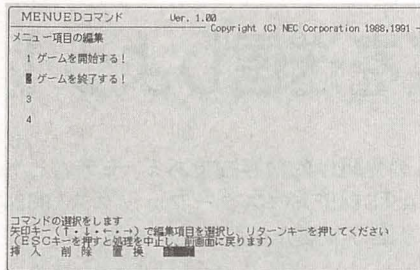 MENUEDコマンド Ver. 1.00
Copyright (C) NEC Corporation 1988,1991
メニュー項目の編集
1 ゲームを開始する!
ゲームを終了する!
3
4
コマンドの選択をします
矢印キー(↑・↓・←・→)で編集項目を選択し、リターンキーを押してください
(ESCキーを押すと処理を中止し、前画面に戻ります)
挿入 削除 置換